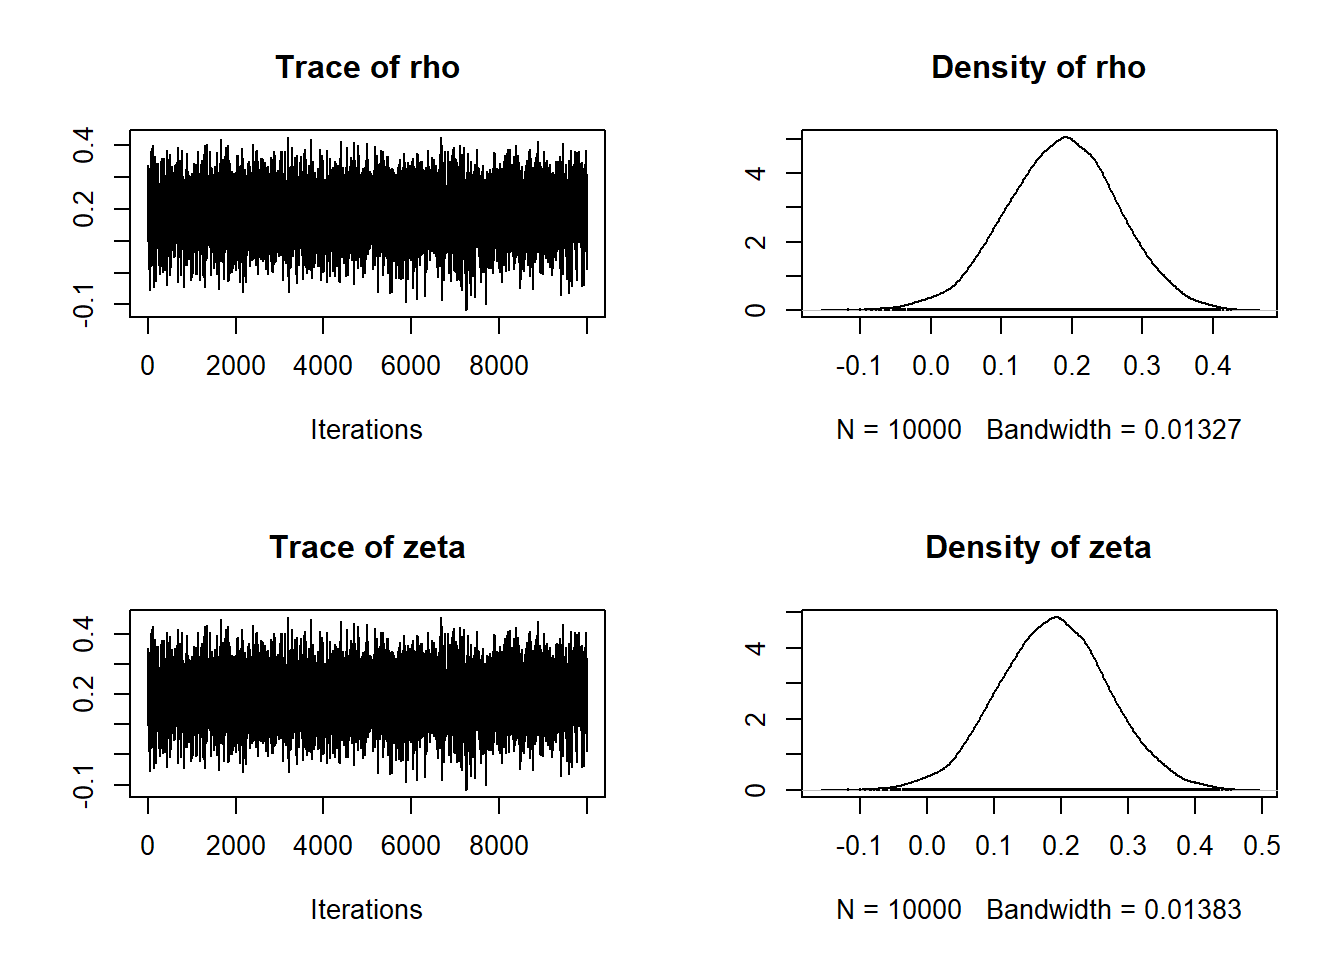 Trace of rho
0.4
0.2
-0.1
0 2000 4000 6000 8000
Iterations
Density of rho
4
2
0
-0.1 0.0 0.1 0.2 0.3 0.4
N = 10000 Bandwidth = 0.01327
Trace of zeta
0.4
0.2
-0.1
0 2000 4000 6000 8000
Iterations
Density of zeta
4
2
0
-0.1 0.0 0.1 0.2 0.3 0.4 0.5
N = 10000 Bandwidth = 0.01383